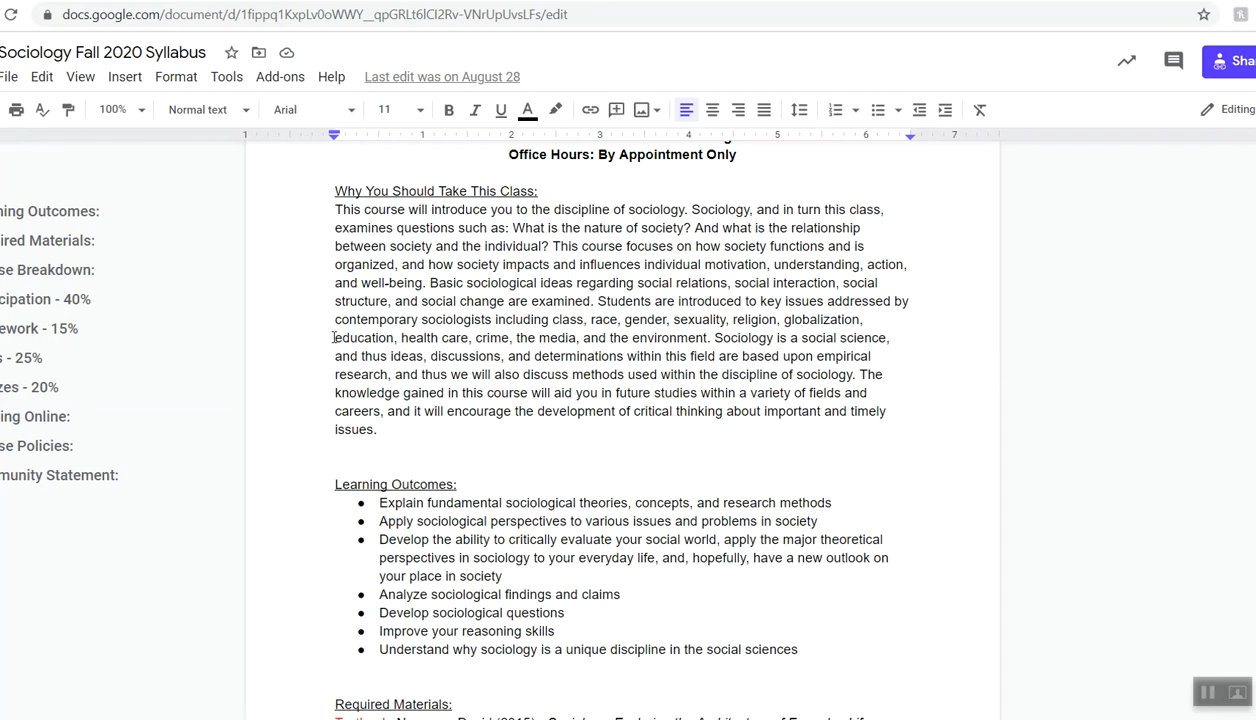 docs.google.com/document/d/1fippq1KxpLv0oWWY__qpGRLt6lCI2Rv-VNrUpUvsLFs/edit
Sociology Fall 2020 Syllabus
File Edit View Insert Format Tools Add-ons Help Last edit was on August 28
Sha
100% Normal text Arial 11 B I U A Editing
1 1 2 3 4 5 6 7
Office Hours: By Appointment Only
Why You Should Take This Class:
This course will introduce you to the discipline of sociology. Sociology, and in turn this class,
examines questions such as: What is the nature of society? And what is the relationship
between society and the individual? This course focuses on how society functions and is
organized, and how society impacts and influences individual motivation, understanding, action,
and well-being. Basic sociological ideas regarding social relations, social interaction, social
structure, and social change are examined. Students are introduced to key issues addressed by
contemporary sociologists including class, race, gender, sexuality, religion, globalization,
education, health care, crime, the media, and the environment. Sociology is a social science,
and thus ideas, discussions, and determinations within this field are based upon empirical
research, and thus we will also discuss methods used within the discipline of sociology. The
knowledge gained in this course will aid you in future studies within a variety of fields and
careers, and it will encourage the development of critical thinking about important and timely
issues.
Learning Outcomes:
● Explain fundamental sociological theories, concepts, and research methods
● Apply sociological perspectives to various issues and problems in society
● Develop the ability to critically evaluate your social world, apply the major theoretical
perspectives in sociology to your everyday life, and, hopefully, have a new outlook on
your place in society
● Analyze sociological findings and claims
● Develop sociological questions
● Improve your reasoning skills
● Understand why sociology is a unique discipline in the social sciences
Required Materials:
ning Outcomes:
ired Materials:
se Breakdown:
cipation - 40%
ework - 15%
s - 25%
zes - 20%
ing Online:
se Policies:
munity Statement: